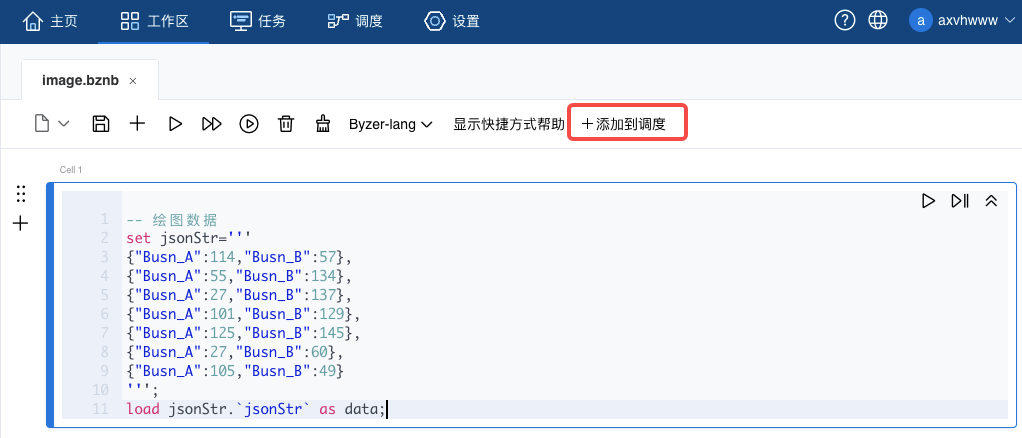 主页 工作区 任务 调度 设置 ? a axvhwww
image.bznb ×
Byzer-lang 显示快捷方式帮助 +添加到调度
Cell 1
1 -- 绘图数据
2 set jsonStr='''
3 {"Busn_A":114,"Busn_B":57},
4 {"Busn_A":55,"Busn_B":134},
5 {"Busn_A":27,"Busn_B":137},
6 {"Busn_A":101,"Busn_B":129},
7 {"Busn_A":125,"Busn_B":145},
8 {"Busn_A":27,"Busn_B":60},
9 {"Busn_A":105,"Busn_B":49}
10 ''';
11 load jsonStr.`jsonStr` as data;